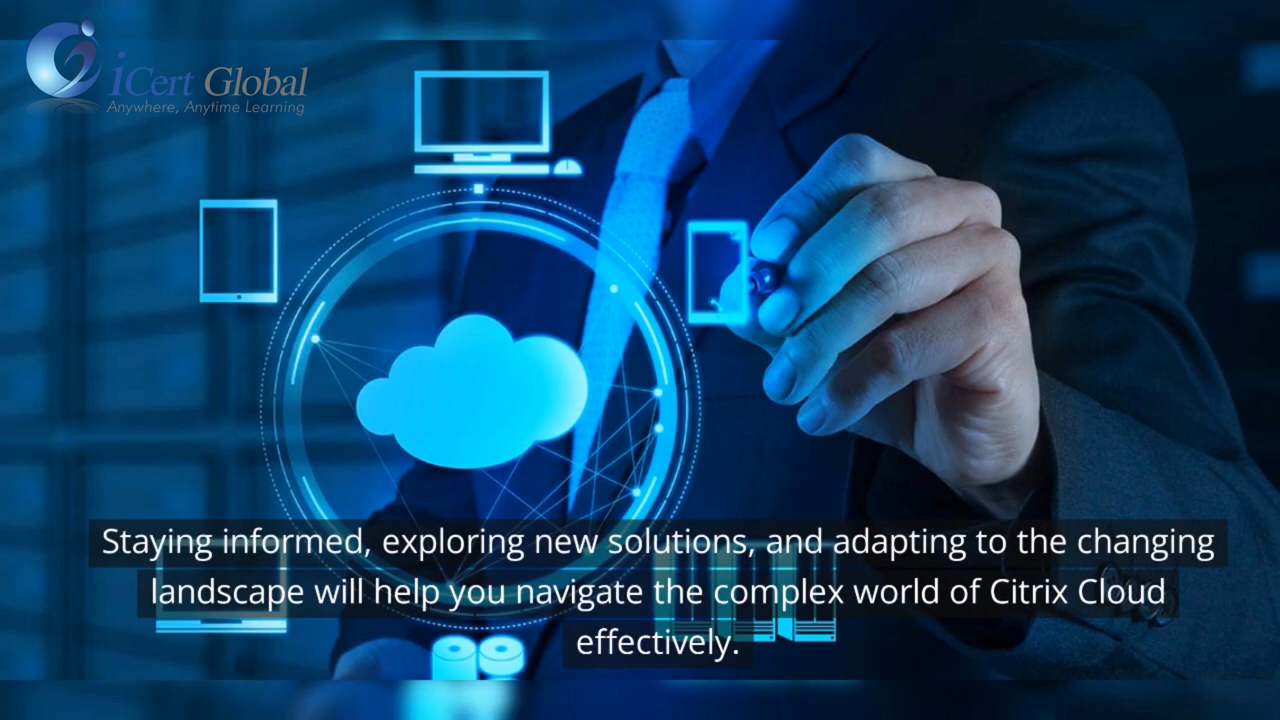 iCert Global
Anywhere, Anytime Learning
Staying informed, exploring new solutions, and adapting to the changing
landscape will help you navigate the complex world of Citrix Cloud
effectively.